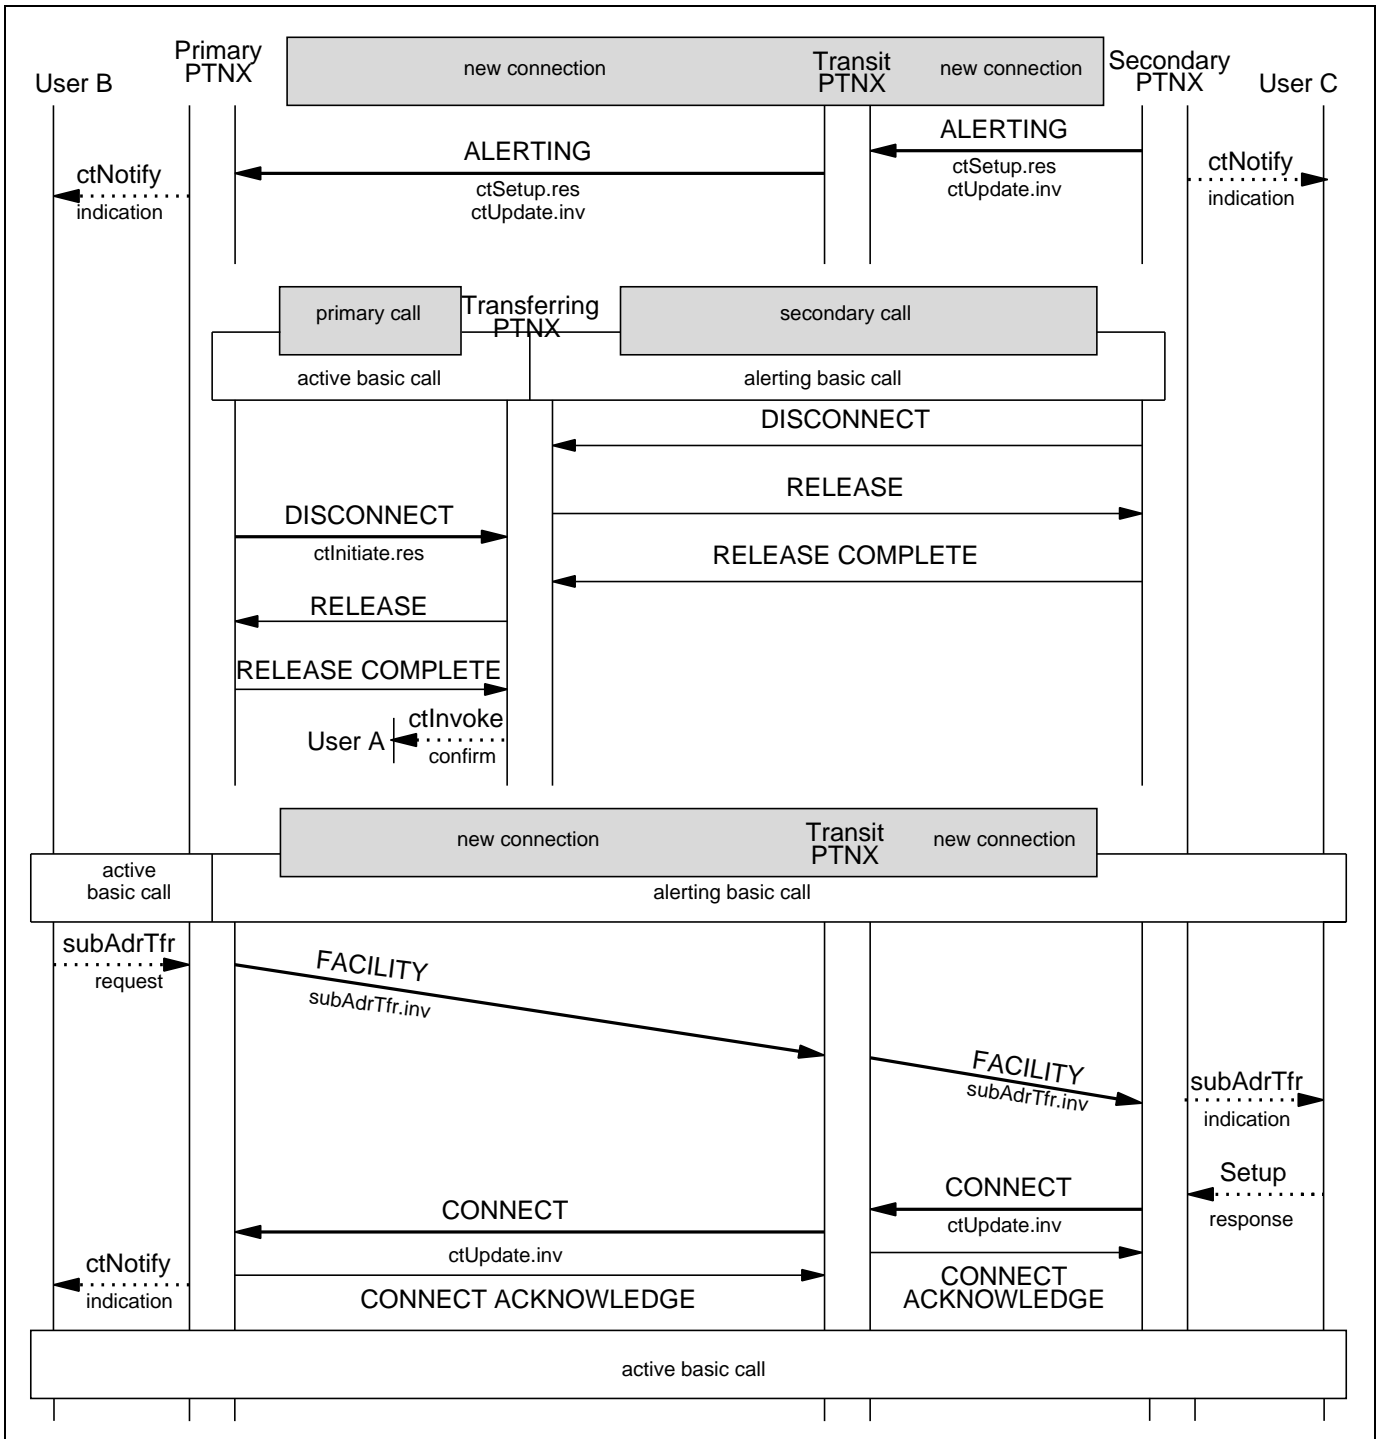 Primary
PTNX
User B
new connection
Transit
PTNX
new connection
Secondary
PTNX
User C
ALERTING
ctSetup.res
ctUpdate.inv
ALERTING
ctSetup.res
ctUpdate.inv
ctNotify
indication
ctNotify
indication
primary call
Transferring
PTNX
secondary call
active basic call
alerting basic call
DISCONNECT
RELEASE
DISCONNECT
ctInitiate.res
RELEASE COMPLETE
RELEASE
RELEASE COMPLETE
User A
ctInvoke
confirm
new connection
Transit
PTNX
new connection
active
basic call
alerting basic call
subAdrTfr
request
FACILITY
subAdrTfr.inv
FACILITY
subAdrTfr.inv
subAdrTfr
indication
Setup
response
CONNECT
ctUpdate.inv
CONNECT
ctUpdate.inv
ctNotify
indication
CONNECT ACKNOWLEDGE
CONNECT
ACKNOWLEDGE
active basic call